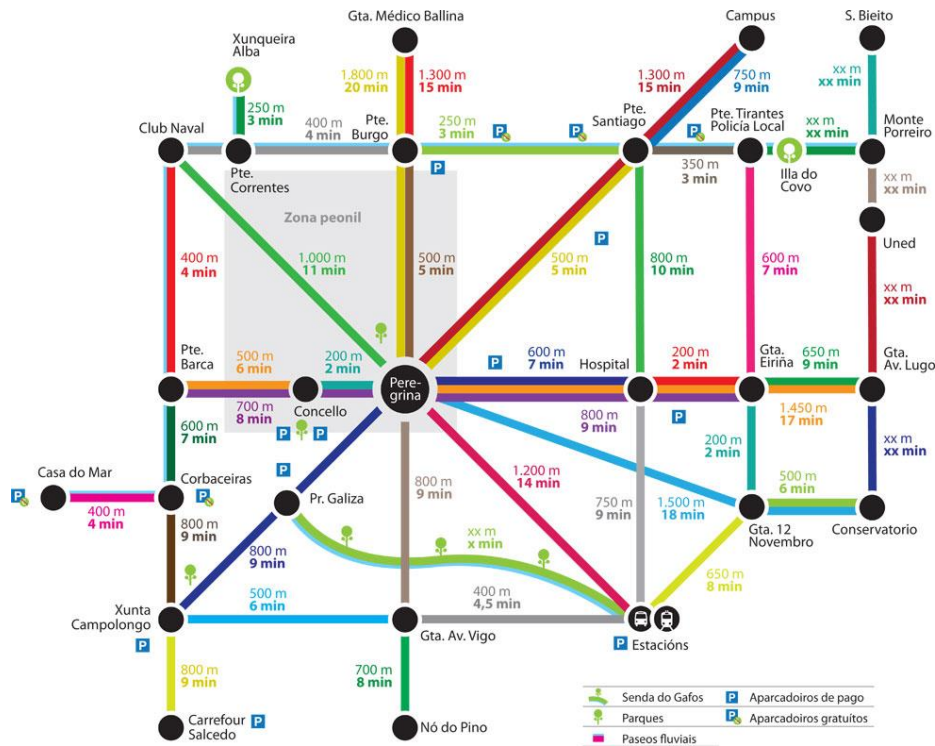 Gta. Médico Ballina
Campus
S. Bieito
Xunqueira
Alba
1.800 m
20 min
1.300 m
15 min
1.300 m
15 min
750 m
9 min
xx m
xx min
250 m
3 min
400 m
4 min
Pte.
Burgo
250 m
3 min
Pte.
Santiago
Pte. Tirantes
Policía Local
xx m
xx min
Monte
Porreiro
Club Naval
Pte.
Correntes
350 m
3 min
Illa do
Covo
xx m
xx min
Zona peonil
Uned
400 m
4 min
1.000 m
11 min
500 m
5 min
500 m
5 min
800 m
10 min
600 m
7 min
xx m
xx min
Pte.
Barca
500 m
6 min
200 m
2 min
Pere-
grina
600 m
7 min
Hospital
200 m
2 min
Gta.
Eiriña
650 m
9 min
Gta.
Av. Lugo
700 m
8 min
Concello
800 m
9 min
1.450 m
17 min
600 m
7 min
200 m
2 min
xx m
xx min
Casa do Mar
Corbaceiras
800 m
9 min
1.200 m
14 min
500 m
6 min
400 m
4 min
Pr. Galiza
750 m
9 min
1.500 m
18 min
Gta. 12
Novembro
Conservatorio
800 m
9 min
800 m
9 min
xx m
x min
650 m
8 min
500 m
6 min
400 m
4,5 min
Xunta
Campolongo
Gta. Av. Vigo
Estacións
800 m
9 min
700 m
8 min
Carrefour
Salcedo
Nó do Pino
Senda do Gafos
Aparcadoiros de pago
Parques
Aparcadoiros gratuítos
Paseos fluviais
P